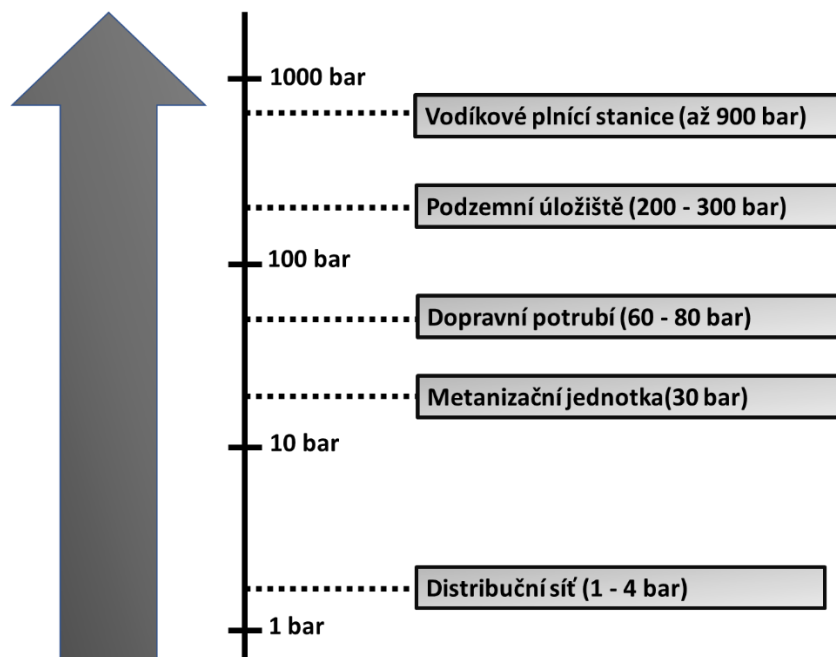 1000 bar
Vodíkové plnící stanice (až 900 bar)
Podzemní úložiště (200 - 300 bar)
100 bar
Dopravní potrubí (60 - 80 bar)
Metanizační jednotka(30 bar)
10 bar
Distribuční síť (1 - 4 bar)
1 bar